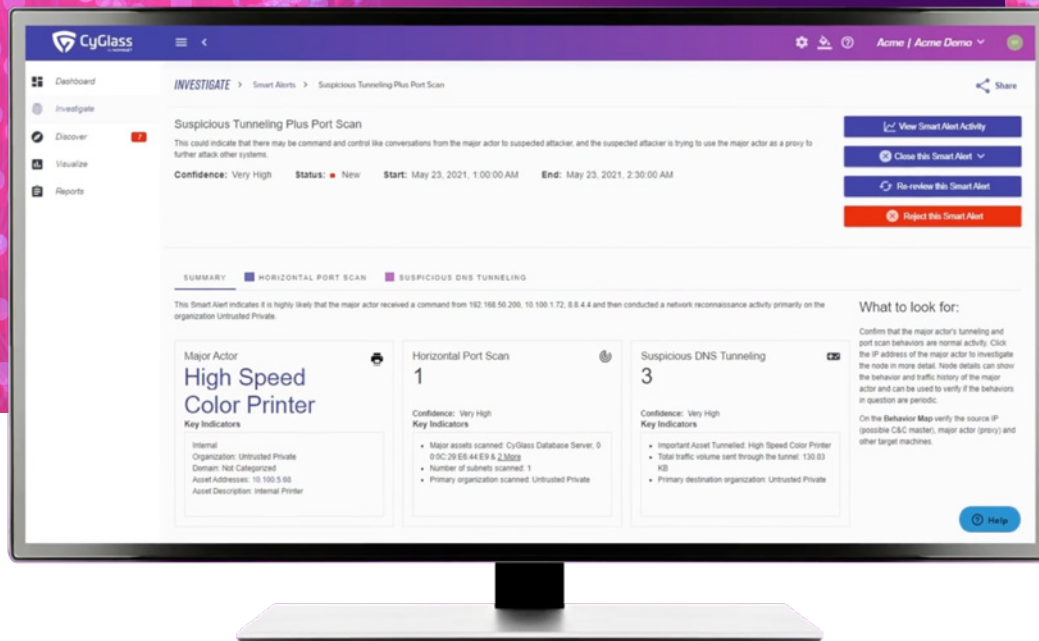 CyGlass
Acme | Acme Demo
Dashboard
Investigate
Discover
Visualize
Reports
INVESTIGATE > Smart Alerts > Suspicious Tunneling Plus Port Scan
Share
Suspicious Tunneling Plus Port Scan
This could indicate that there may be command and control like conversations from the major actor to suspected attacker, and the suspected attacker is trying to use the major actor as a proxy to
further attack other systems.
Confidence: Very High Status: New Start: May 23, 2021, 1:00:00 AM End: May 23, 2021, 2:30:00 AM
View Smart Alert Activity
Close this Smart Alert
Re-review this Smart Alert
Reject this Smart Alert
SUMMARY HORIZONTAL PORT SCAN SUSPICIOUS DNS TUNNELING
This Smart Alert indicates it is highly likely that the major actor received a command from 192.168.50.200, 10.100.1.72, 8.8.4.4 and then conducted a network reconnaissance activity primarily on the
organization Untrusted Private.
Major Actor
High Speed
Color Printer
Key Indicators
Internal
Organization: Untrusted Private
Domain: Not Categorized
Asset Addresses: 10.100.5.68
Asset Description: Internal Printer
Horizontal Port Scan
1
Confidence: Very High
Key Indicators
• Major assets scanned: CyGlass Database Server, 0
0:0C:29:E6:44:E9 & 2 More
• Number of subnets scanned: 1
• Primary organization scanned: Untrusted Private
Suspicious DNS Tunneling
3
Confidence: Very High
Key Indicators
• Important Asset Tunnelled: High Speed Color Printer
• Total traffic volume sent through the tunnel: 130.03
KB
• Primary destination organization: Untrusted Private
What to look for:
Confirm that the major actor's tunneling and
port scan behaviors are normal activity. Click
the IP address of the major actor to investigate
the node in more detail. Node details can show
the behavior and traffic history of the major
actor and can be used to verify if the behaviors
in question are periodic.
On the Behavior Map verify the source IP
(possible C&C master), major actor (proxy) and
other target machines.
Help